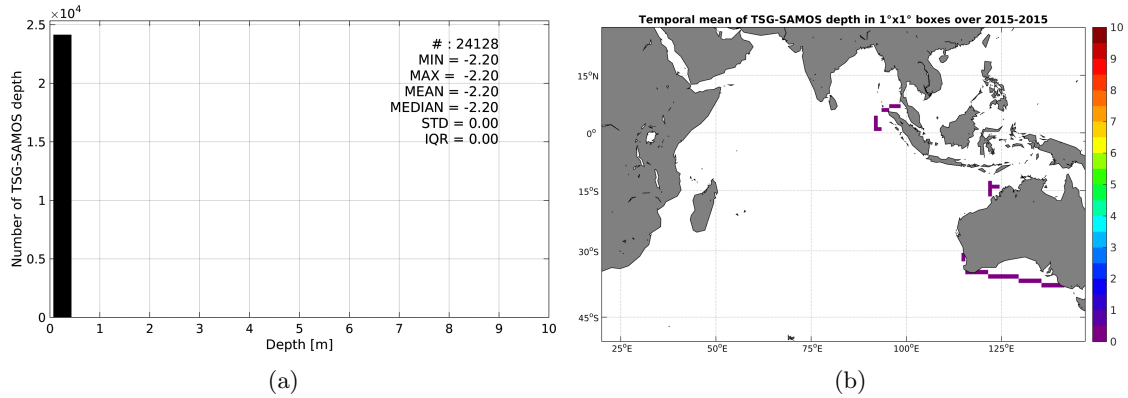 ×10⁴
2.5
2
1.5
1
0.5
0
0 1 2 3 4 5 6 7 8 9 10
Number of TSG-SAMOS depth
Depth [m]
# : 24128
MIN = -2.20
MAX = -2.20
MEAN = -2.20
MEDIAN = -2.20
STD = 0.00
IQR = 0.00
(a)
Temporal mean of TSG-SAMOS depth in 1°x1° boxes over 2015-2015
15°N
0°
15°S
30°S
45°S
25°E 50°E 75°E 100°E 125°E
10
9
8
7
6
5
4
3
2
1
0
(b)